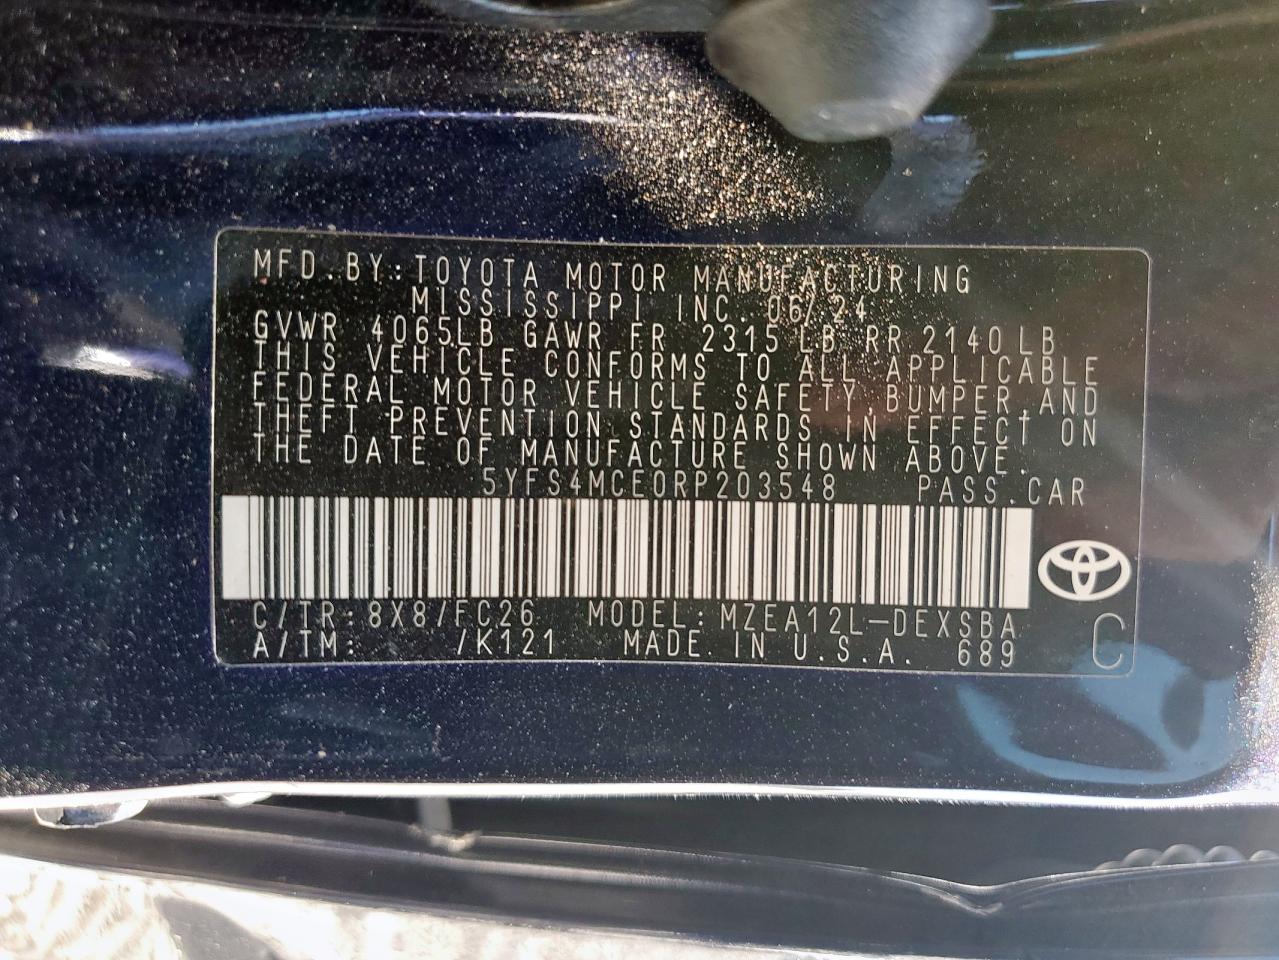 MFD.BY:TOYOTA MOTOR MANUFACTURING
MISSISSIPPI INC. 06/24
GVWR 4065LB GAWR FR 2315 LB RR 2140LB
THIS VEHICLE CONFORMS TO ALL APPLICABLE
FEDERAL MOTOR VEHICLE SAFETY,BUMPER,AND
THEFT PREVENTION STANDARDS IN EFFECT ON
THE DATE OF MANUFACTURE SHOWN ABOVE.
5YFS4MCE0RP203548 PASS.CAR
C/TR:8X8/FC26 MODEL:MZEA12L-DEXSBA
A/TM: /K121 MADE IN U.S.A. 689 C